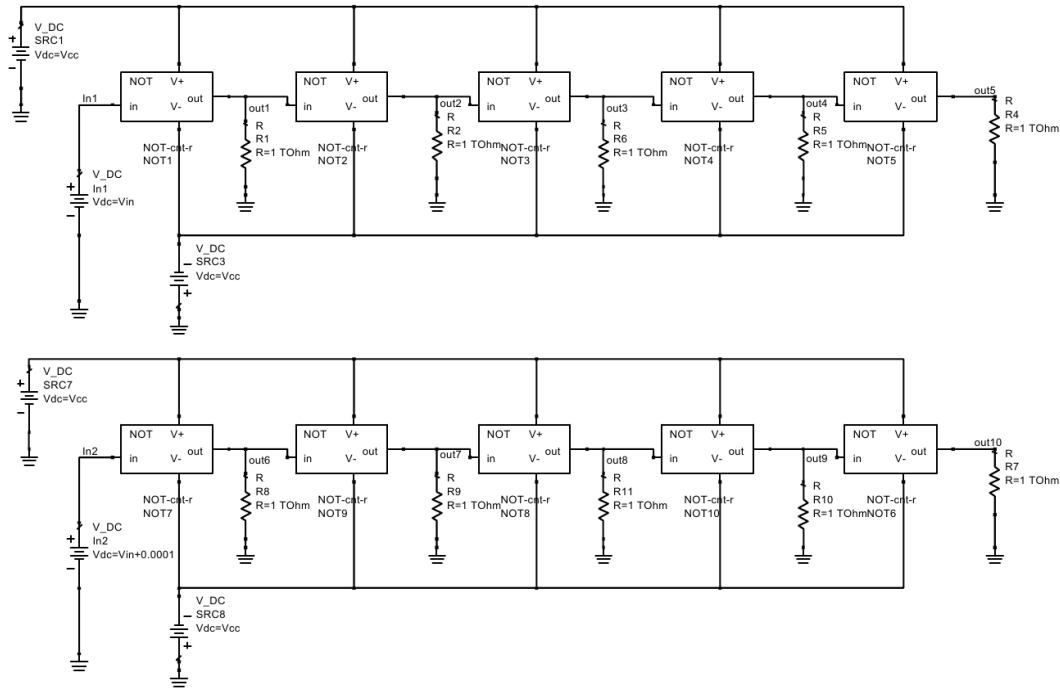 V_DC
SRC1
Vdc=Vcc
+
−
NOT V+
in V- out
NOT-cnt-r
NOT1
NOT V+
in V- out
NOT-cnt-r
NOT2
NOT V+
in V- out
NOT-cnt-r
NOT3
NOT V+
in V- out
NOT-cnt-r
NOT4
NOT V+
in V- out
NOT-cnt-r
NOT5
In1
out1
R
R1
R=1 TOhm
out2
R
R2
R=1 TOhm
out3
R
R6
R=1 TOhm
out4
R
R5
R=1 TOhm
out5
R
R4
R=1 TOhm
V_DC
In1
Vdc=Vin
+
−
V_DC
SRC3
Vdc=Vcc
−
+
V_DC
SRC7
Vdc=Vcc
+
−
NOT V+
in V- out
NOT-cnt-r
NOT7
NOT V+
in V- out
NOT-cnt-r
NOT9
NOT V+
in V- out
NOT-cnt-r
NOT8
NOT V+
in V- out
NOT-cnt-r
NOT10
NOT V+
in V- out
NOT-cnt-r
NOT6
In2
out6
R
R8
R=1 TOhm
out7
R
R9
R=1 TOhm
out8
R
R11
R=1 TOhm
out9
R
R10
R=1 TOhm
out10
R
R7
R=1 TOhm
V_DC
In2
Vdc=Vin+0.0001
+
−
V_DC
SRC8
Vdc=Vcc
−
+